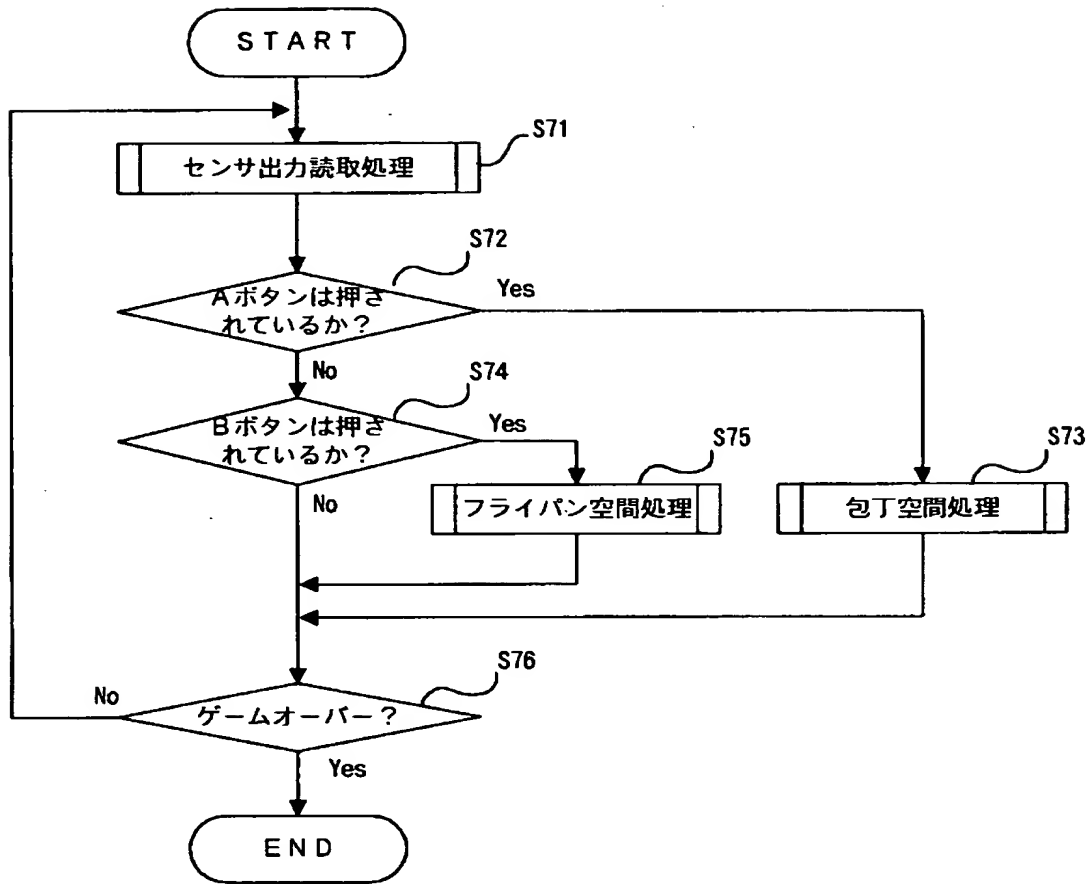 START
S71
センサ出力読取処理
S72
Aボタンは押さ
れているか？
Yes
No
S74
Bボタンは押さ
れているか？
Yes
No
S75
フライパン空間処理
S73
包丁空間処理
S76
ゲームオーバー？
No
Yes
END